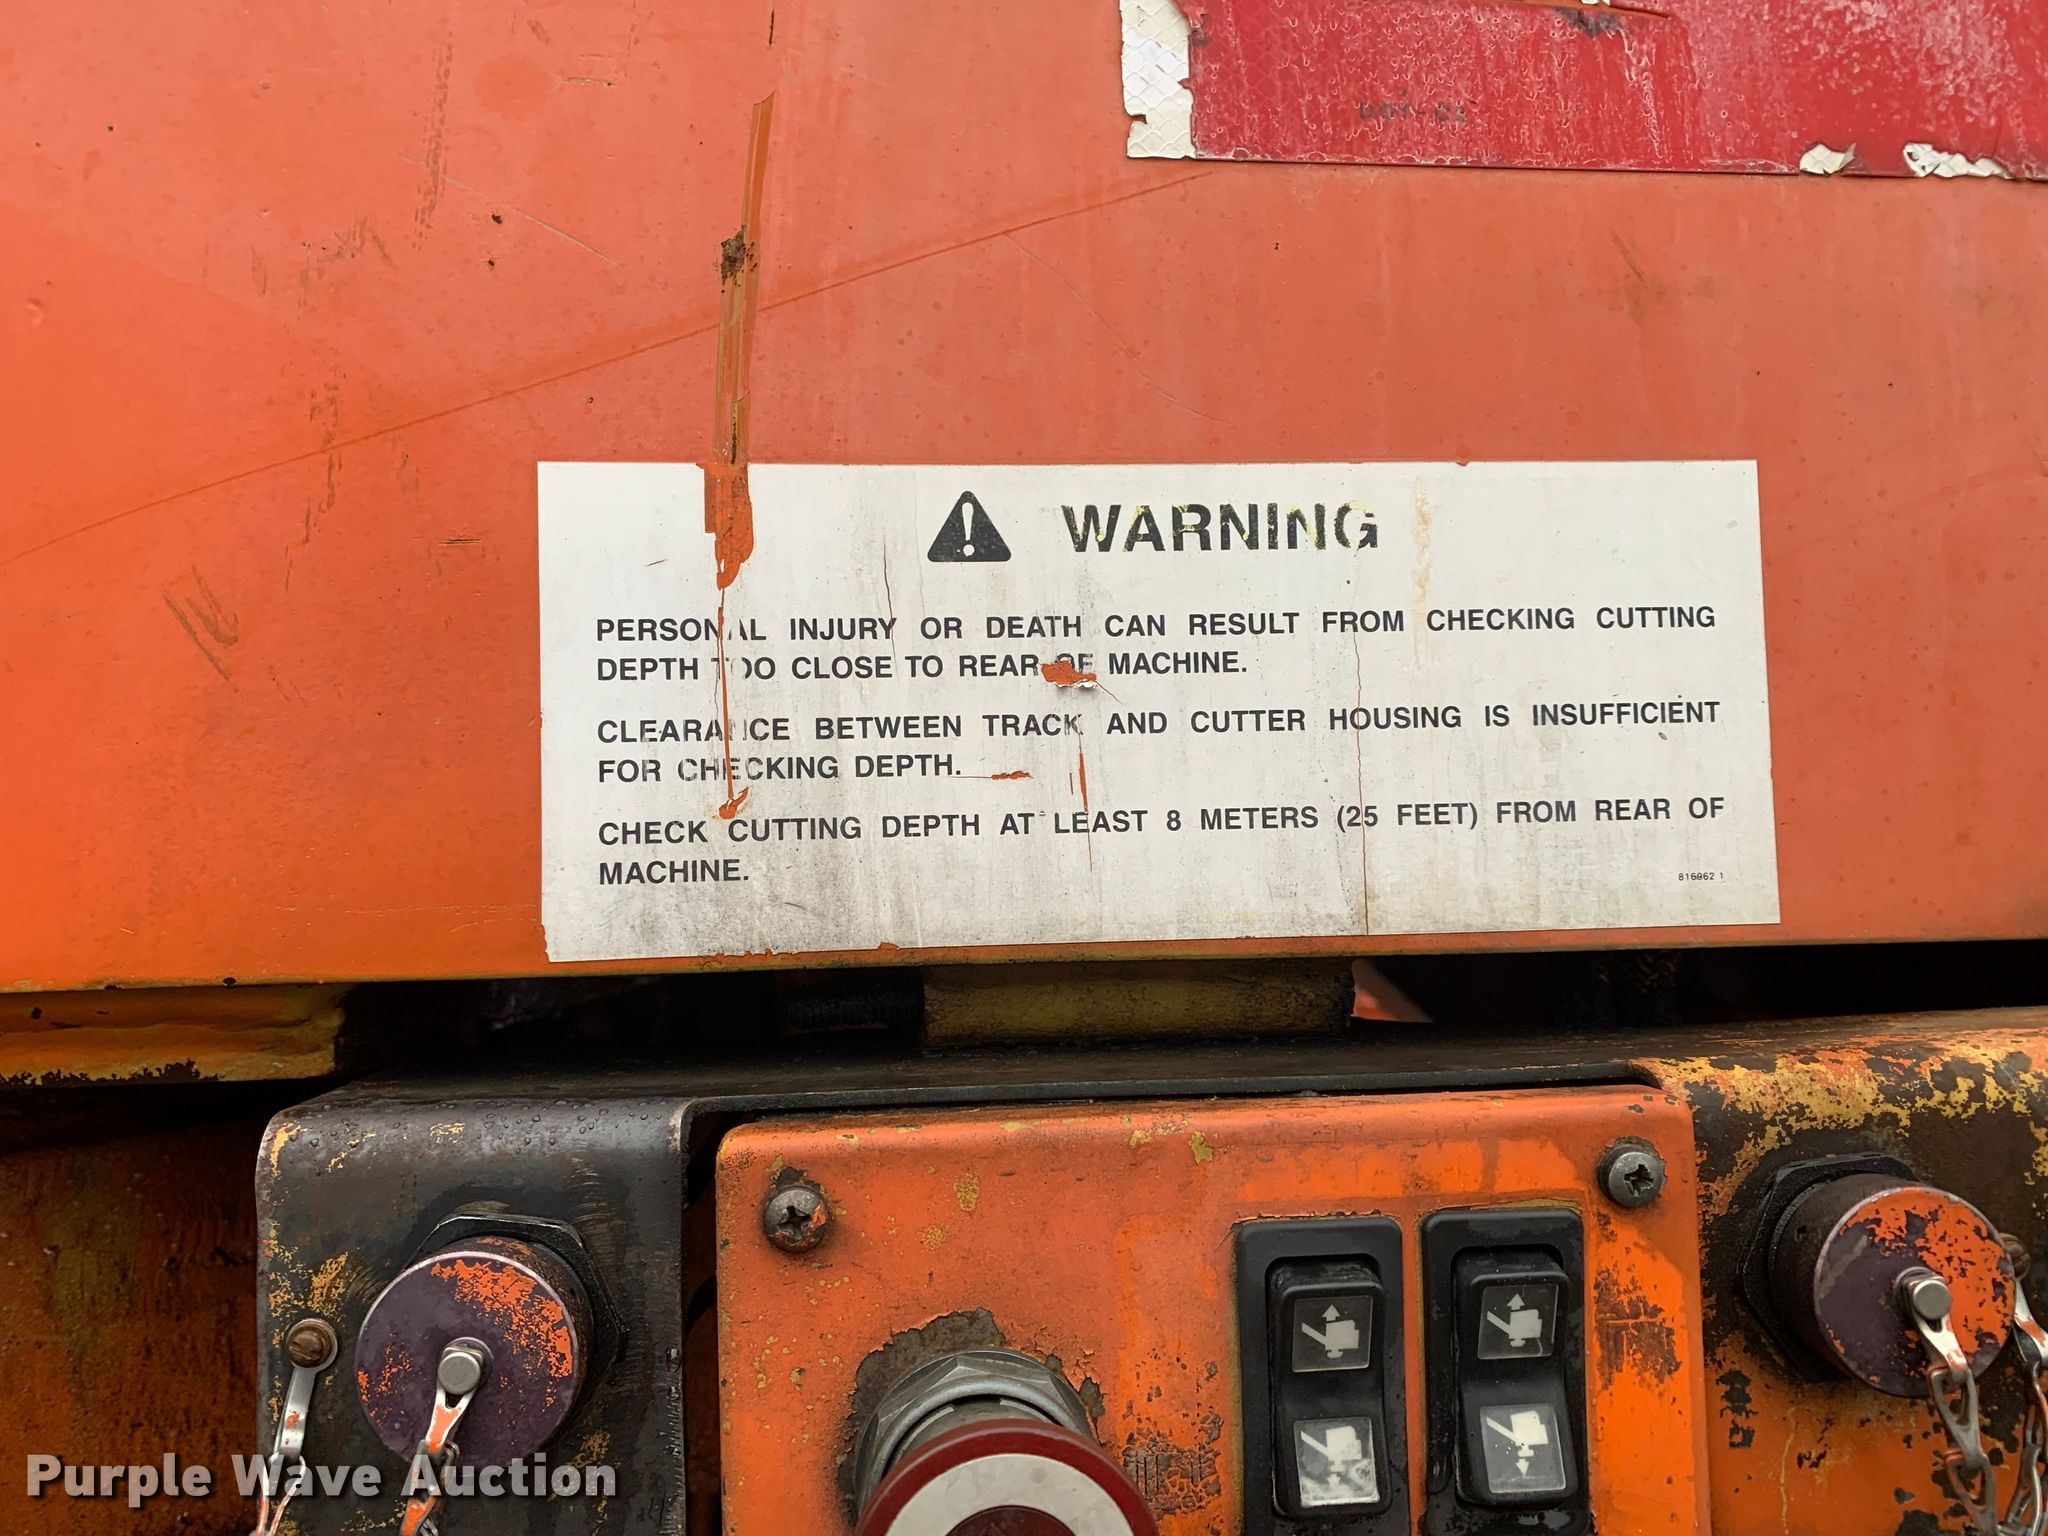 DOT-C2
WARNING
PERSONAL INJURY OR DEATH CAN RESULT FROM CHECKING CUTTING
DEPTH TOO CLOSE TO REAR OF MACHINE.
CLEARANCE BETWEEN TRACK AND CUTTER HOUSING IS INSUFFICIENT
FOR CHECKING DEPTH.
CHECK CUTTING DEPTH AT LEAST 8 METERS (25 FEET) FROM REAR OF
MACHINE.
816962 1
Purple Wave Auction